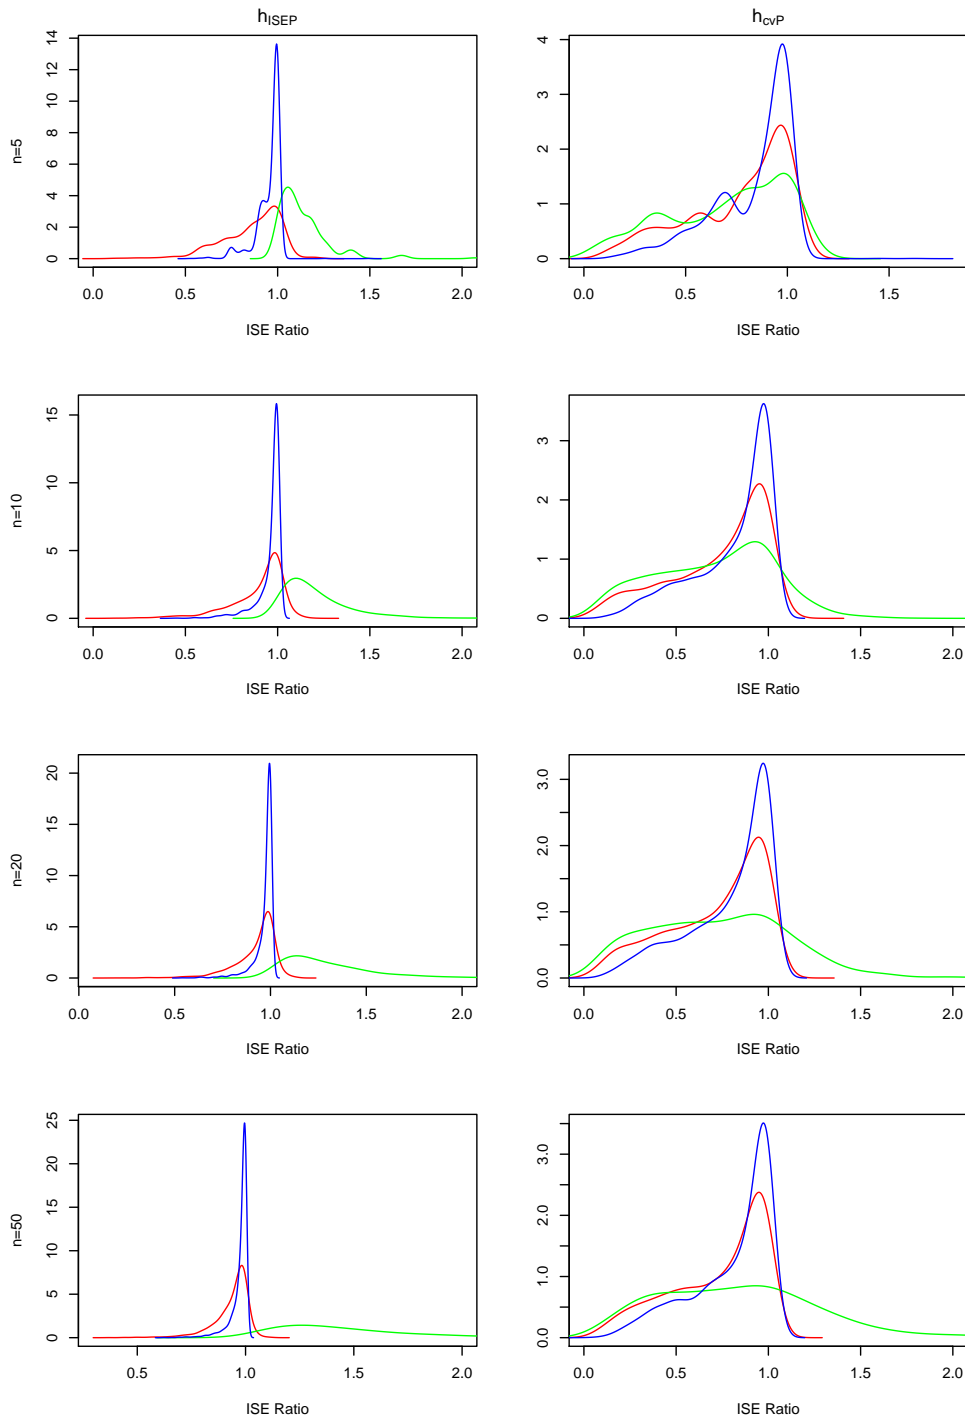 hISEP
hcvP
n=5
0 2 4 6 8 10 12 14
0.0 0.5 1.0 1.5 2.0
ISE Ratio
0 1 2 3 4
0.0 0.5 1.0 1.5
ISE Ratio
n=10
0 5 10 15
0.0 0.5 1.0 1.5 2.0
ISE Ratio
0 1 2 3
0.0 0.5 1.0 1.5 2.0
ISE Ratio
n=20
0 5 10 15 20
0.0 0.5 1.0 1.5 2.0
ISE Ratio
0.0 1.0 2.0 3.0
0.0 0.5 1.0 1.5 2.0
ISE Ratio
n=50
0 5 10 15 20 25
0.5 1.0 1.5 2.0
ISE Ratio
0.0 1.0 2.0 3.0
0.0 0.5 1.0 1.5 2.0
ISE Ratio